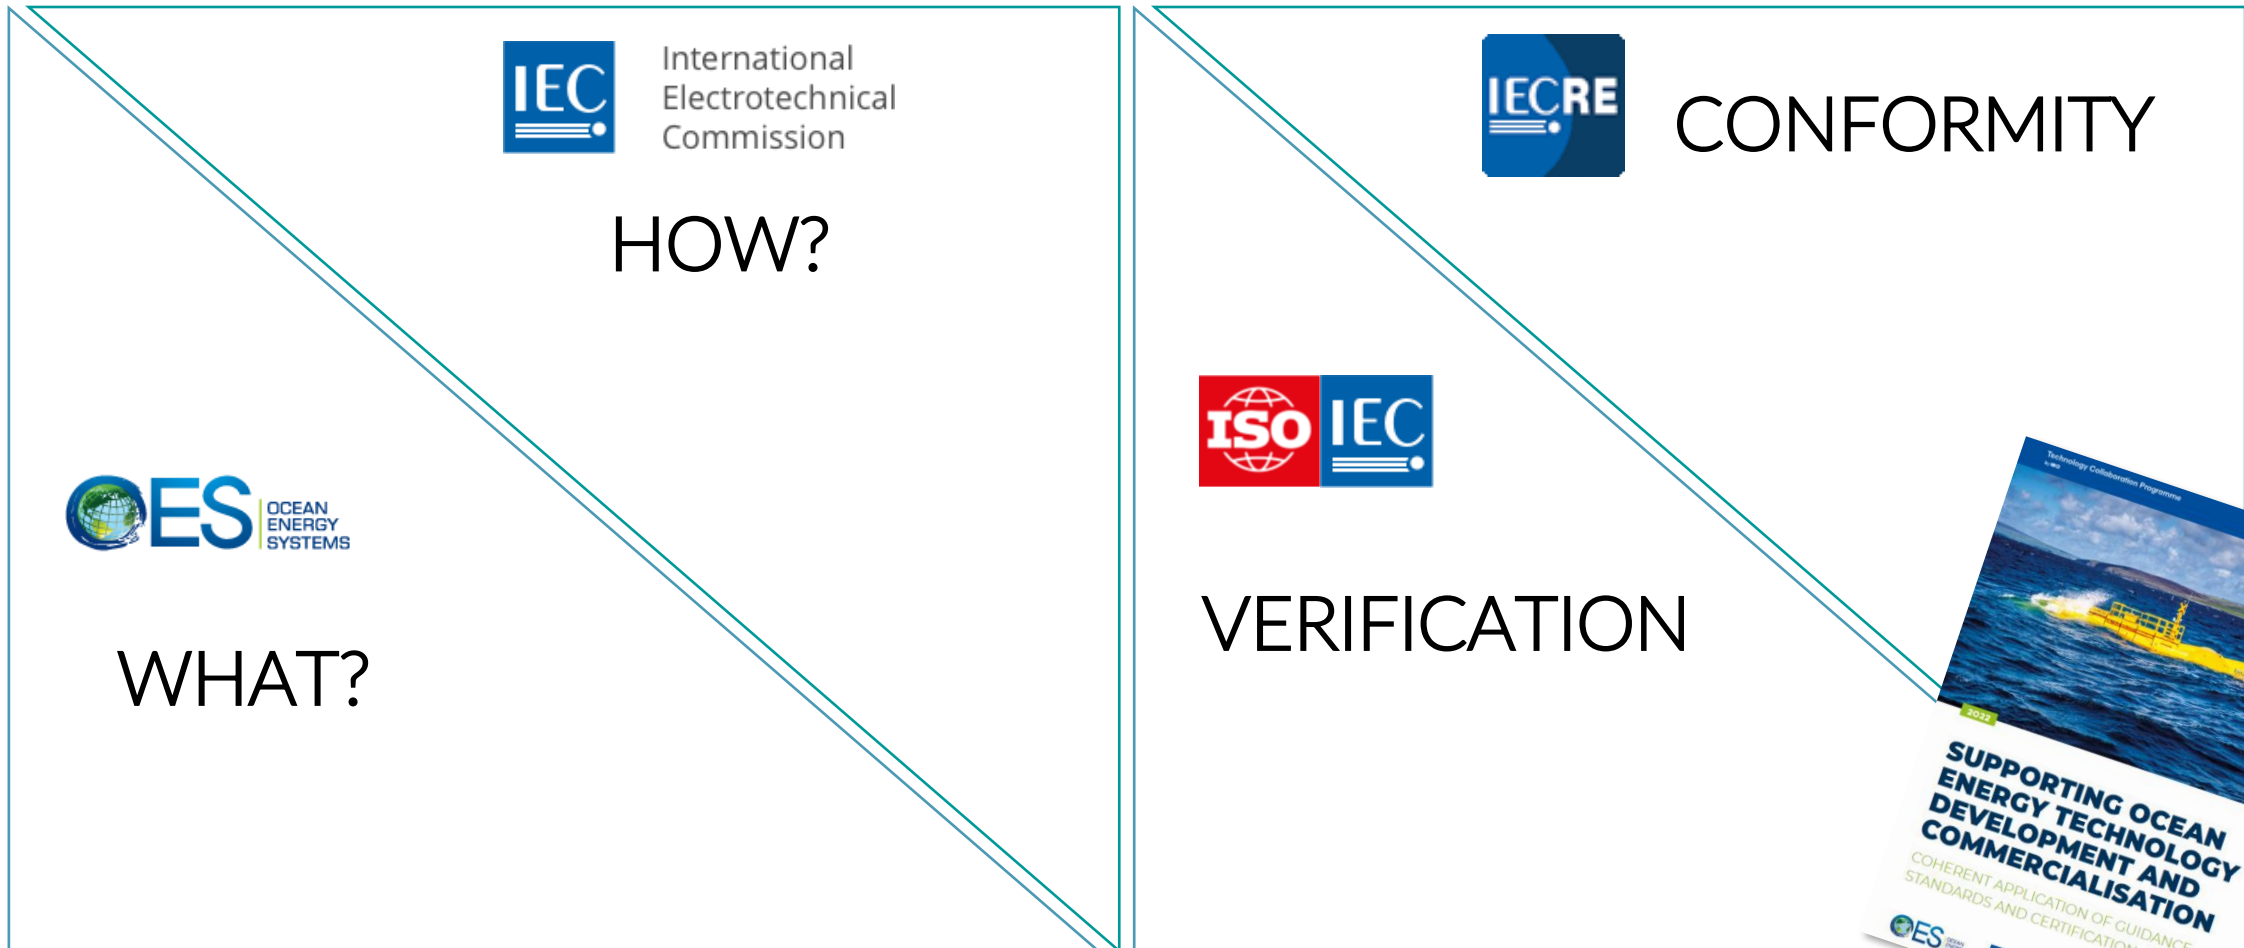 IEC
International
Electrotechnical
Commission
HOW?
OES
OCEAN
ENERGY
SYSTEMS
WHAT?
IECRE
CONFORMITY
ISO IEC
VERIFICATION
Technology Collaboration Programme
2022
SUPPORTING OCEAN
ENERGY TECHNOLOGY
DEVELOPMENT AND
COMMERCIALISATION
COHERENT APPLICATION OF GUIDANCE
STANDARDS AND CERTIFICATION
OES
OCEAN